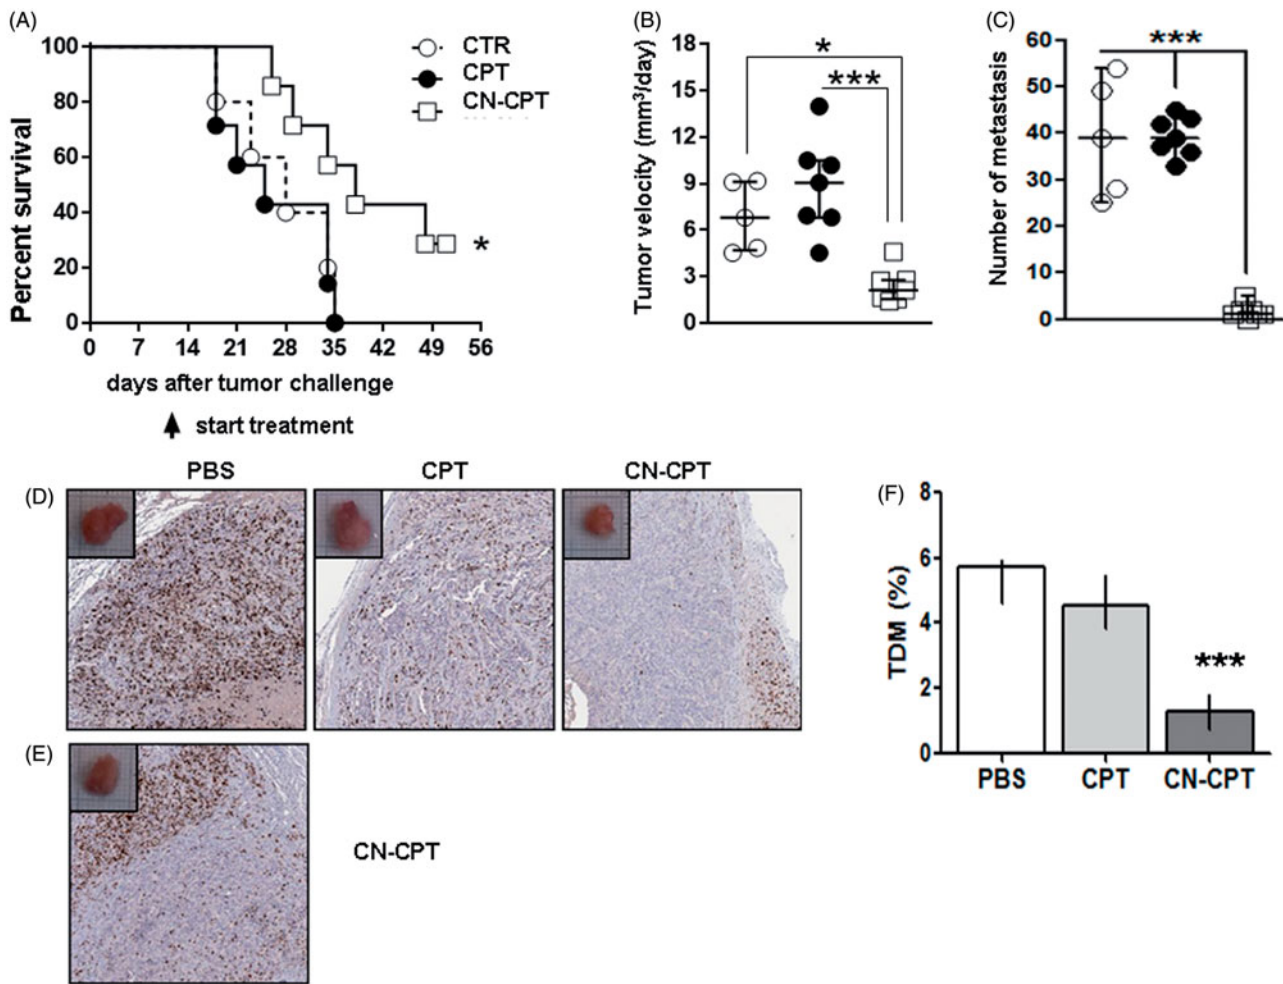 (A)
100
80
60
40
20
0
Percent survival
CTR
CPT
CN-CPT
*
0 7 14 21 28 35 42 49 56
days after tumor challenge
start treatment
(B)
18
15
12
9
6
3
0
Tumor velocity (mm³/day)
*
***
(C)
60
50
40
30
20
10
0
Number of metastasis
***
PBS CPT CN-CPT
(D)
(E)
CN-CPT
(F)
8
6
4
2
0
TDM (%)
***
PBS CPT CN-CPT